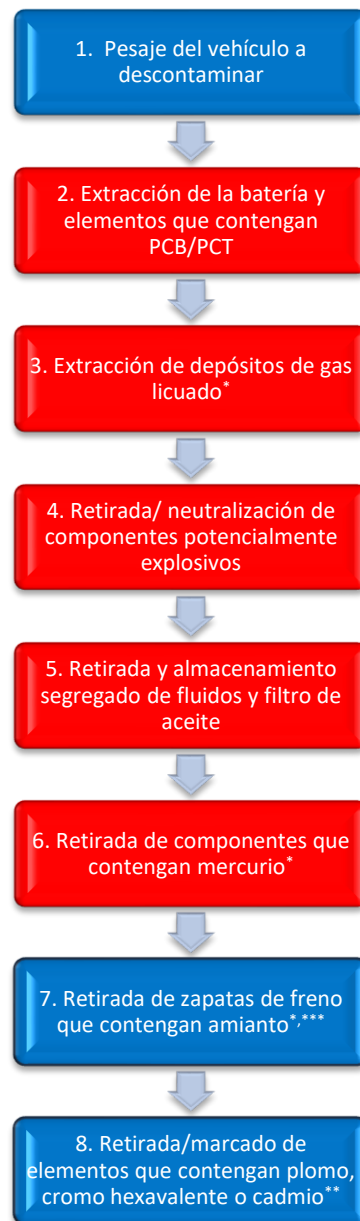 1. Pesaje del vehículo a
descontaminar
2. Extracción de la batería y
elementos que contengan
PCB/PCT
3. Extracción de depósitos de gas
licuado*
4. Retirada/ neutralización de
componentes potencialmente
explosivos
5. Retirada y almacenamiento
segregado de fluidos y filtro de
aceite
6. Retirada de componentes que
contengan mercurio*
7. Retirada de zapatas de freno
que contengan amianto*,***
8. Retirada/marcado de
elementos que contengan plomo,
cromo hexavalente o cadmio**